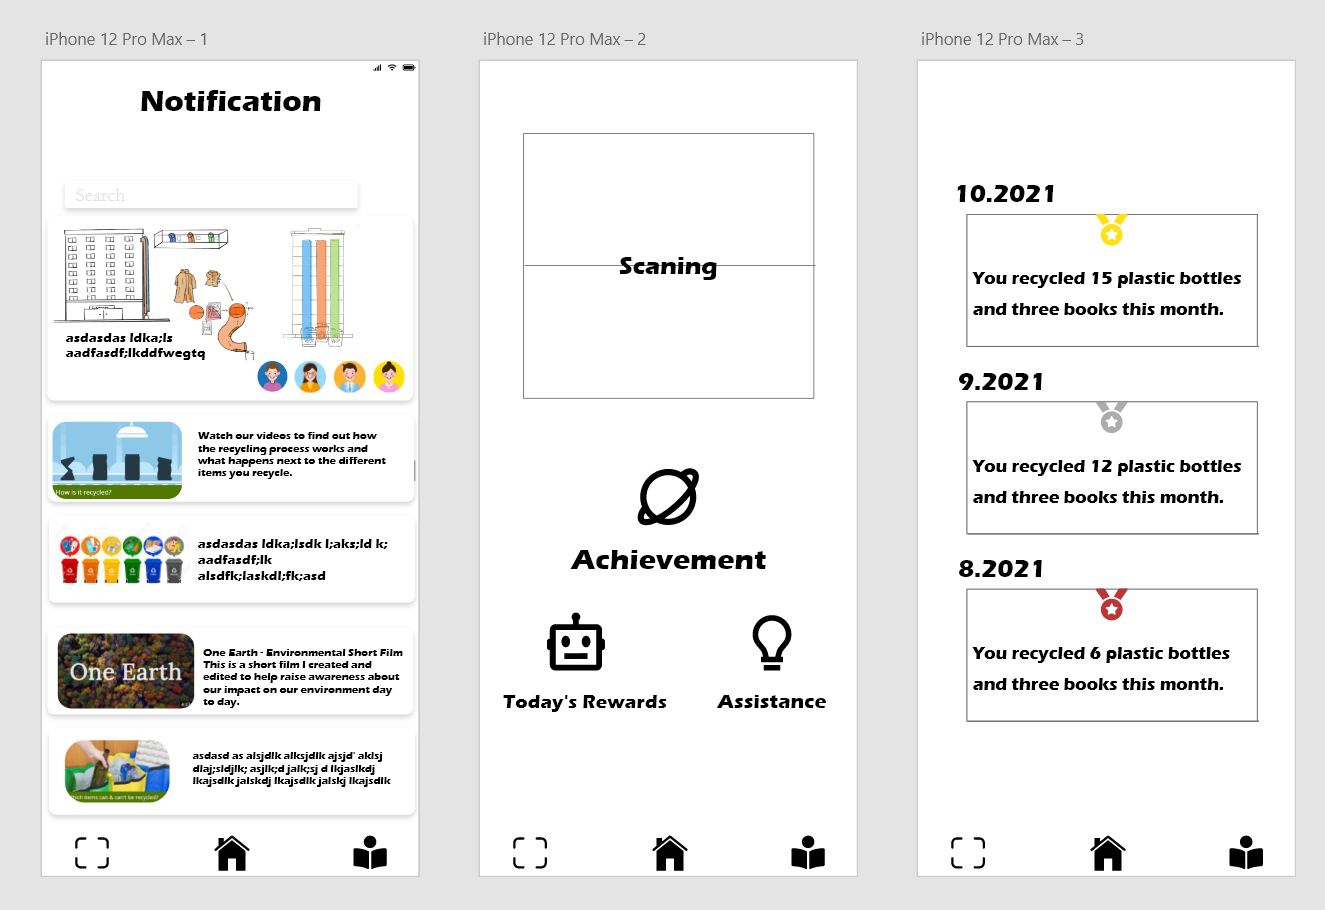 iPhone 12 Pro Max – 1
Notification
Search
asdasdas ldka;ls
aadfasdf;lkddfwegtq
Watch our videos to find out how
the recycling process works and
what happens next to the different
items you recycle.
How is it recycled?
asdasdas ldka;lsdk l;aks;ld k;
aadfasdf;lk
alsdfk;laskdl;fk;asd
One Earth
One Earth - Environmental Short Film
This is a short film I created and
edited to help raise awareness about
our impact on our environment day
to day.
asdasd as alsjdlk alksjdlk ajsjd' aklsj
dlaj;sldjlk; asjlk;d jalk;sj d lkjaslkdj
lkajsdlk jalskdj lkajsdlk jalskj lkajsdlk
items can & can't be recycled?
iPhone 12 Pro Max – 2
Scaning
Achievement
Today's Rewards
Assistance
iPhone 12 Pro Max – 3
10.2021
You recycled 15 plastic bottles
and three books this month.
9.2021
You recycled 12 plastic bottles
and three books this month.
8.2021
You recycled 6 plastic bottles
and three books this month.